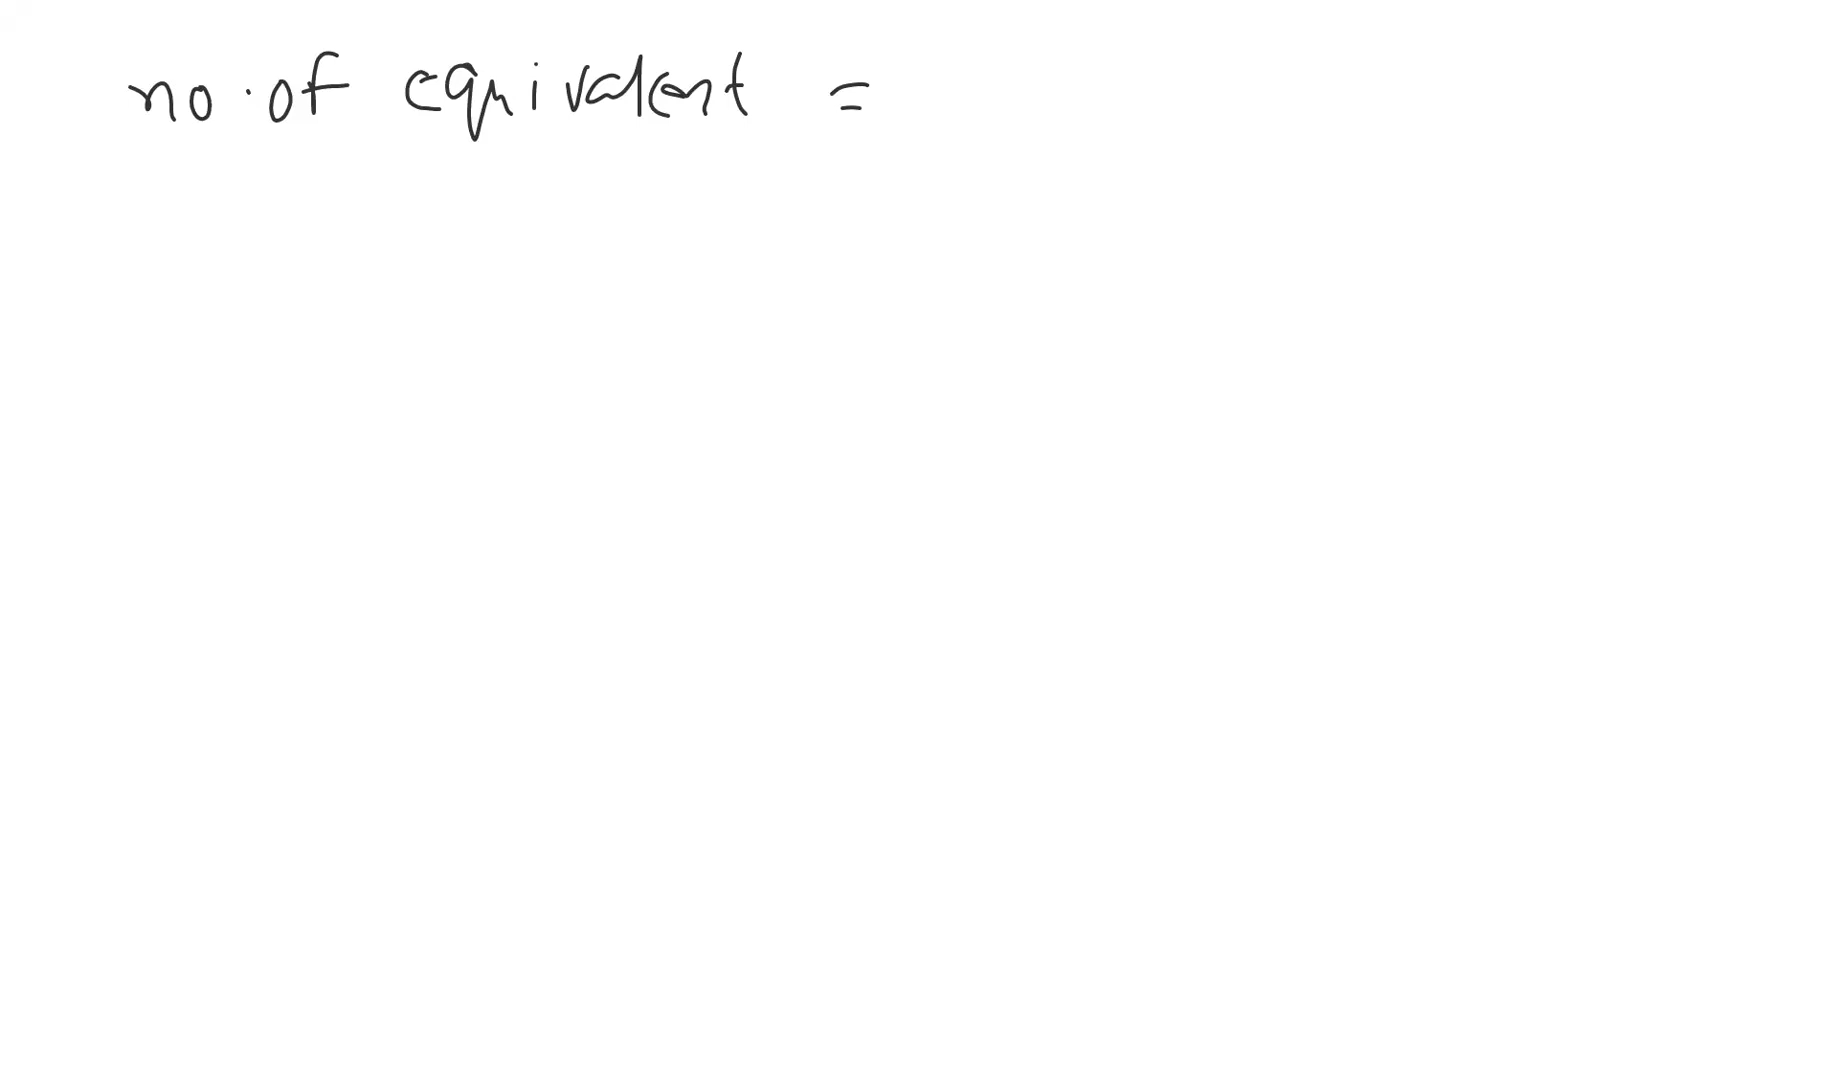 no. of equivalent =